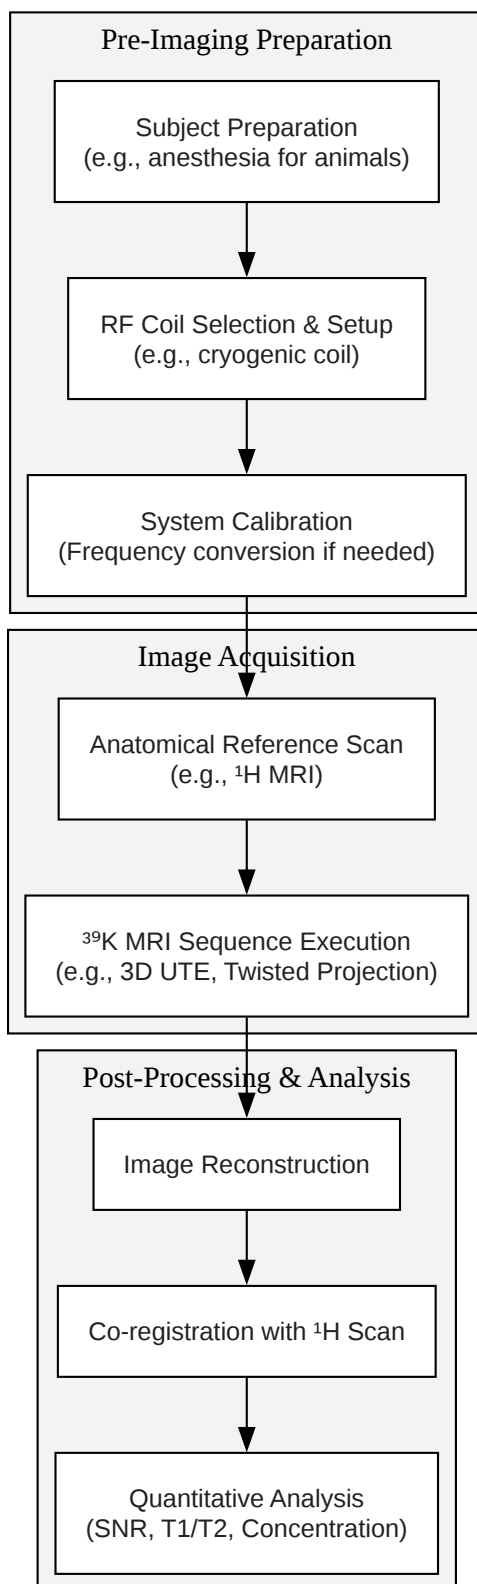 Pre-Imaging Preparation
Subject Preparation
(e.g., anesthesia for animals)
RF Coil Selection & Setup
(e.g., cryogenic coil)
System Calibration
(Frequency conversion if needed)
Image Acquisition
Anatomical Reference Scan
(e.g., ¹H MRI)
³⁹K MRI Sequence Execution
(e.g., 3D UTE, Twisted Projection)
Post-Processing & Analysis
Image Reconstruction
Co-registration with ¹H Scan
Quantitative Analysis
(SNR, T1/T2, Concentration)